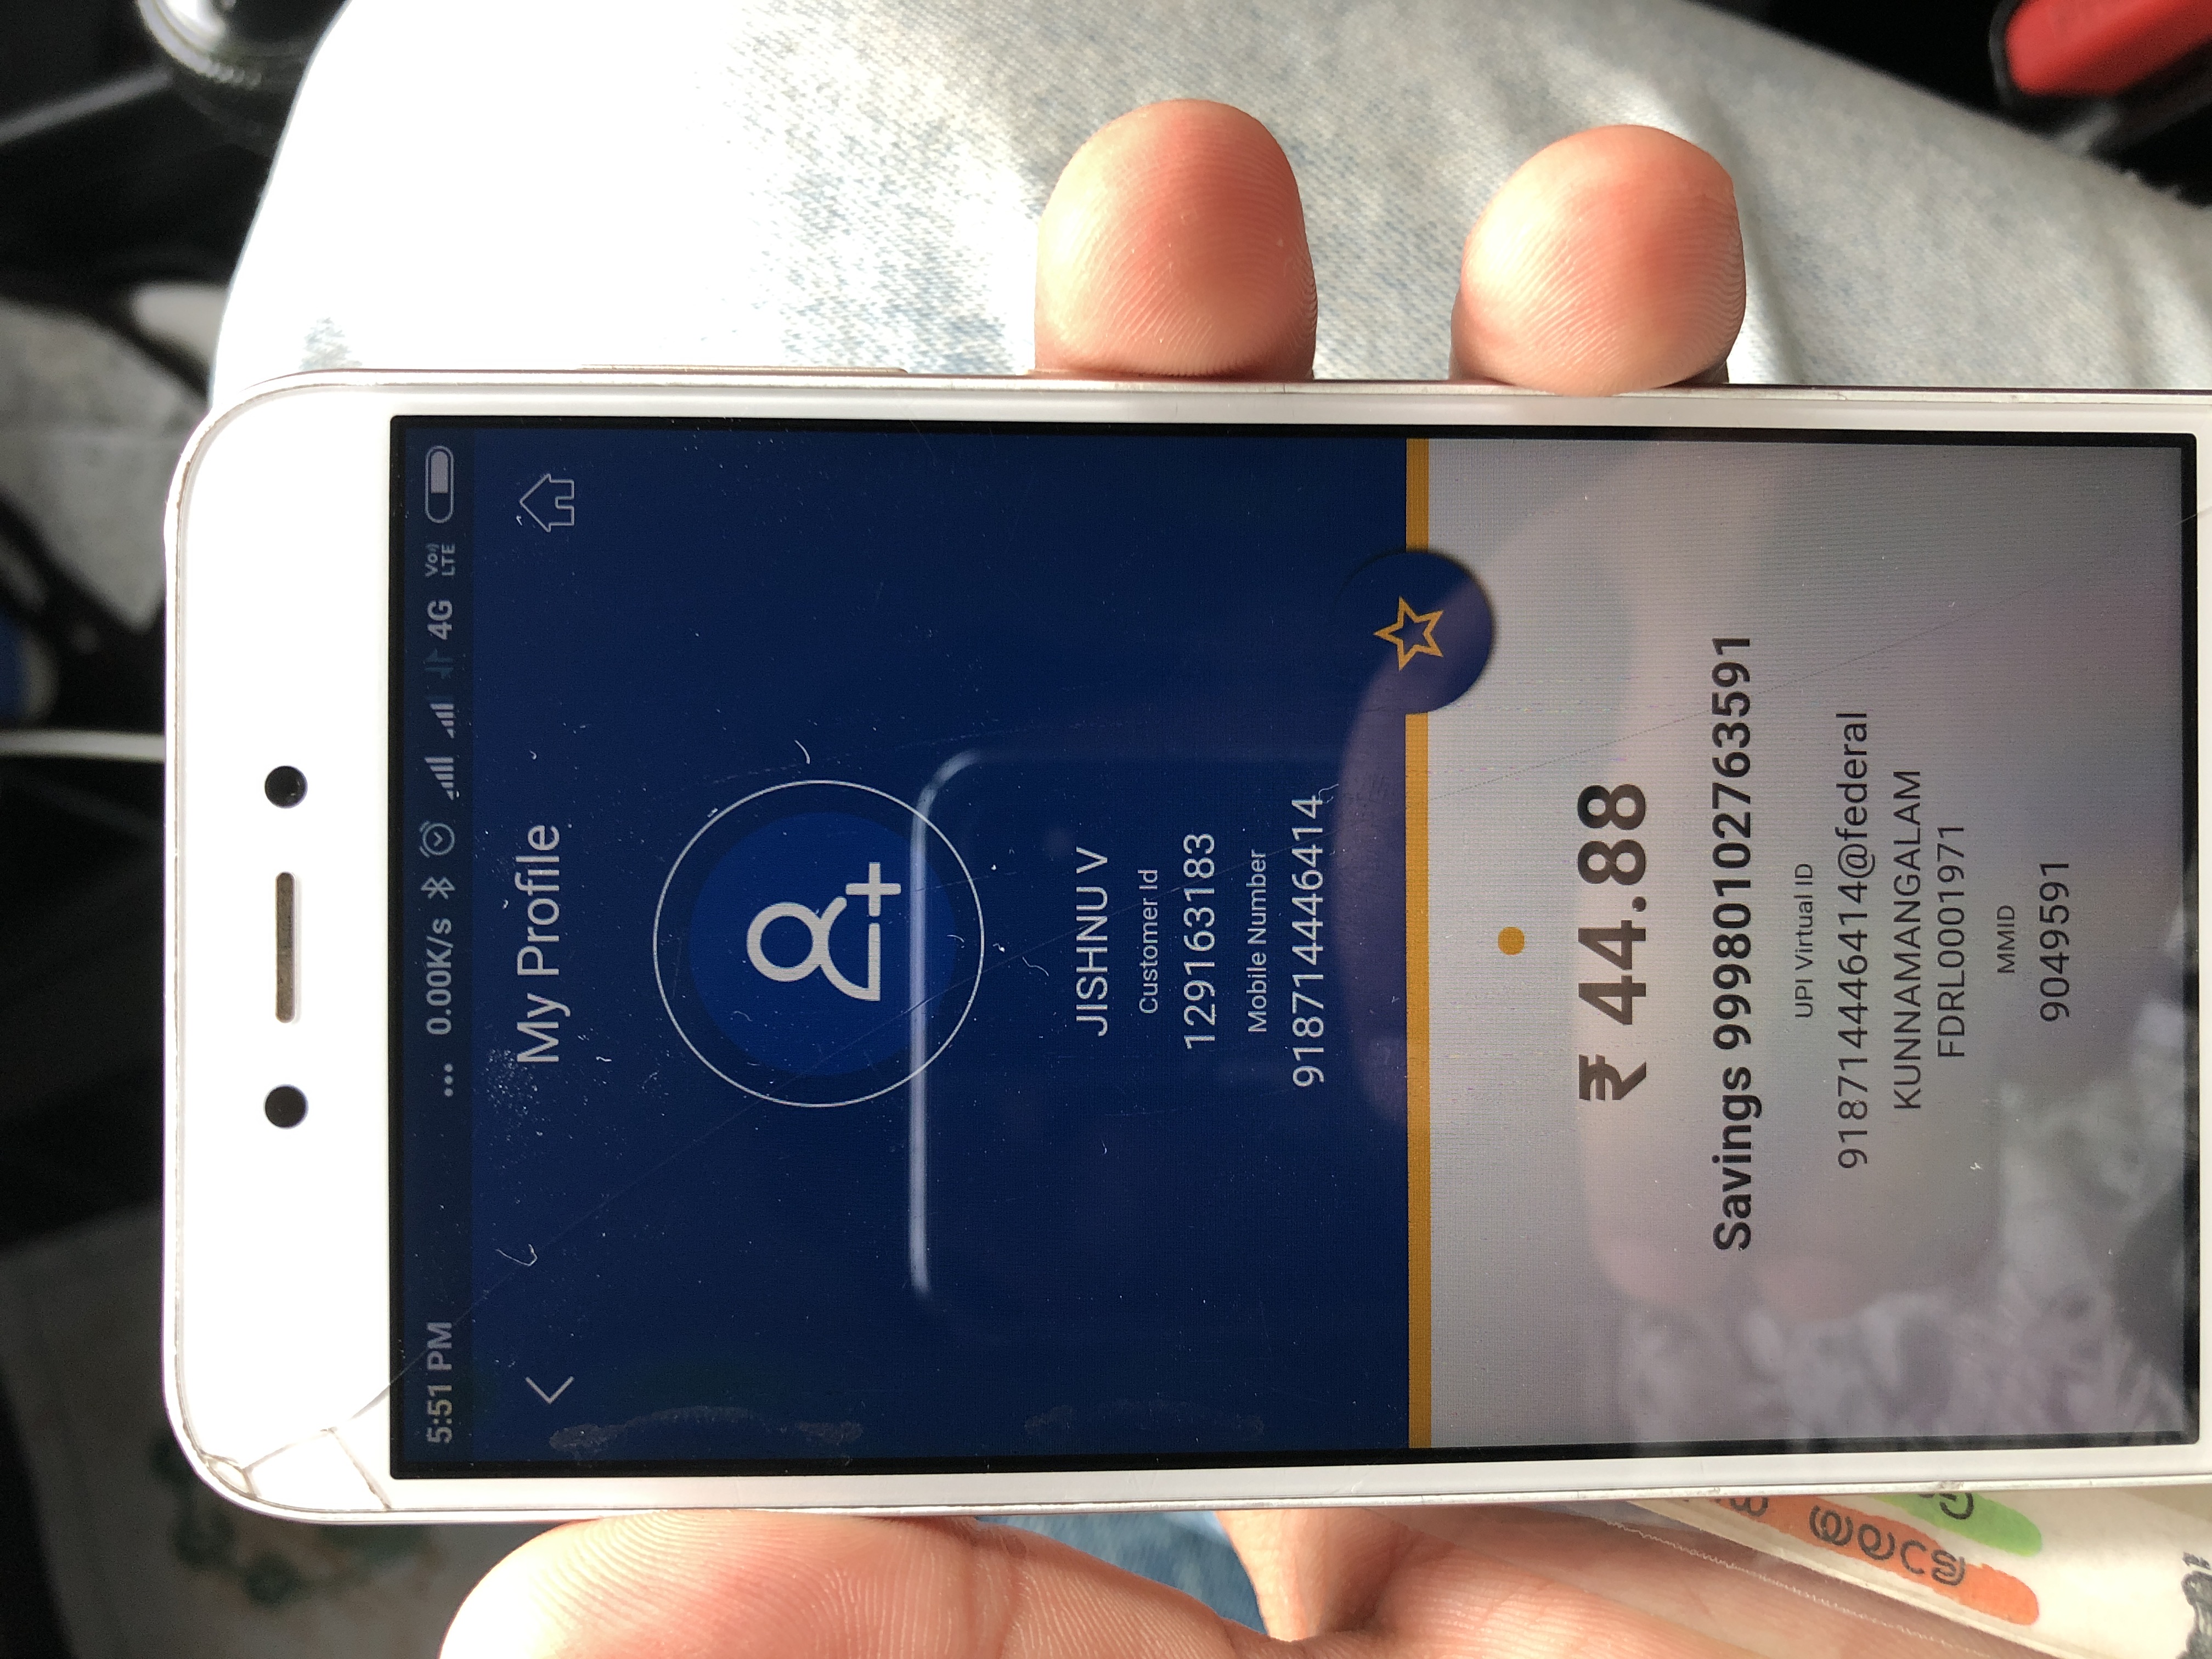 5:51 PM ... 0.00K/s 4G VoLTE
My Profile
JISHNU V
Customer Id
129163183
Mobile Number
918714446414
₹ 44.88
Savings 99980102763591
UPI Virtual ID
918714446414@federal
KUNNAMANGALAM
FDRL0001971
MMID
9049591